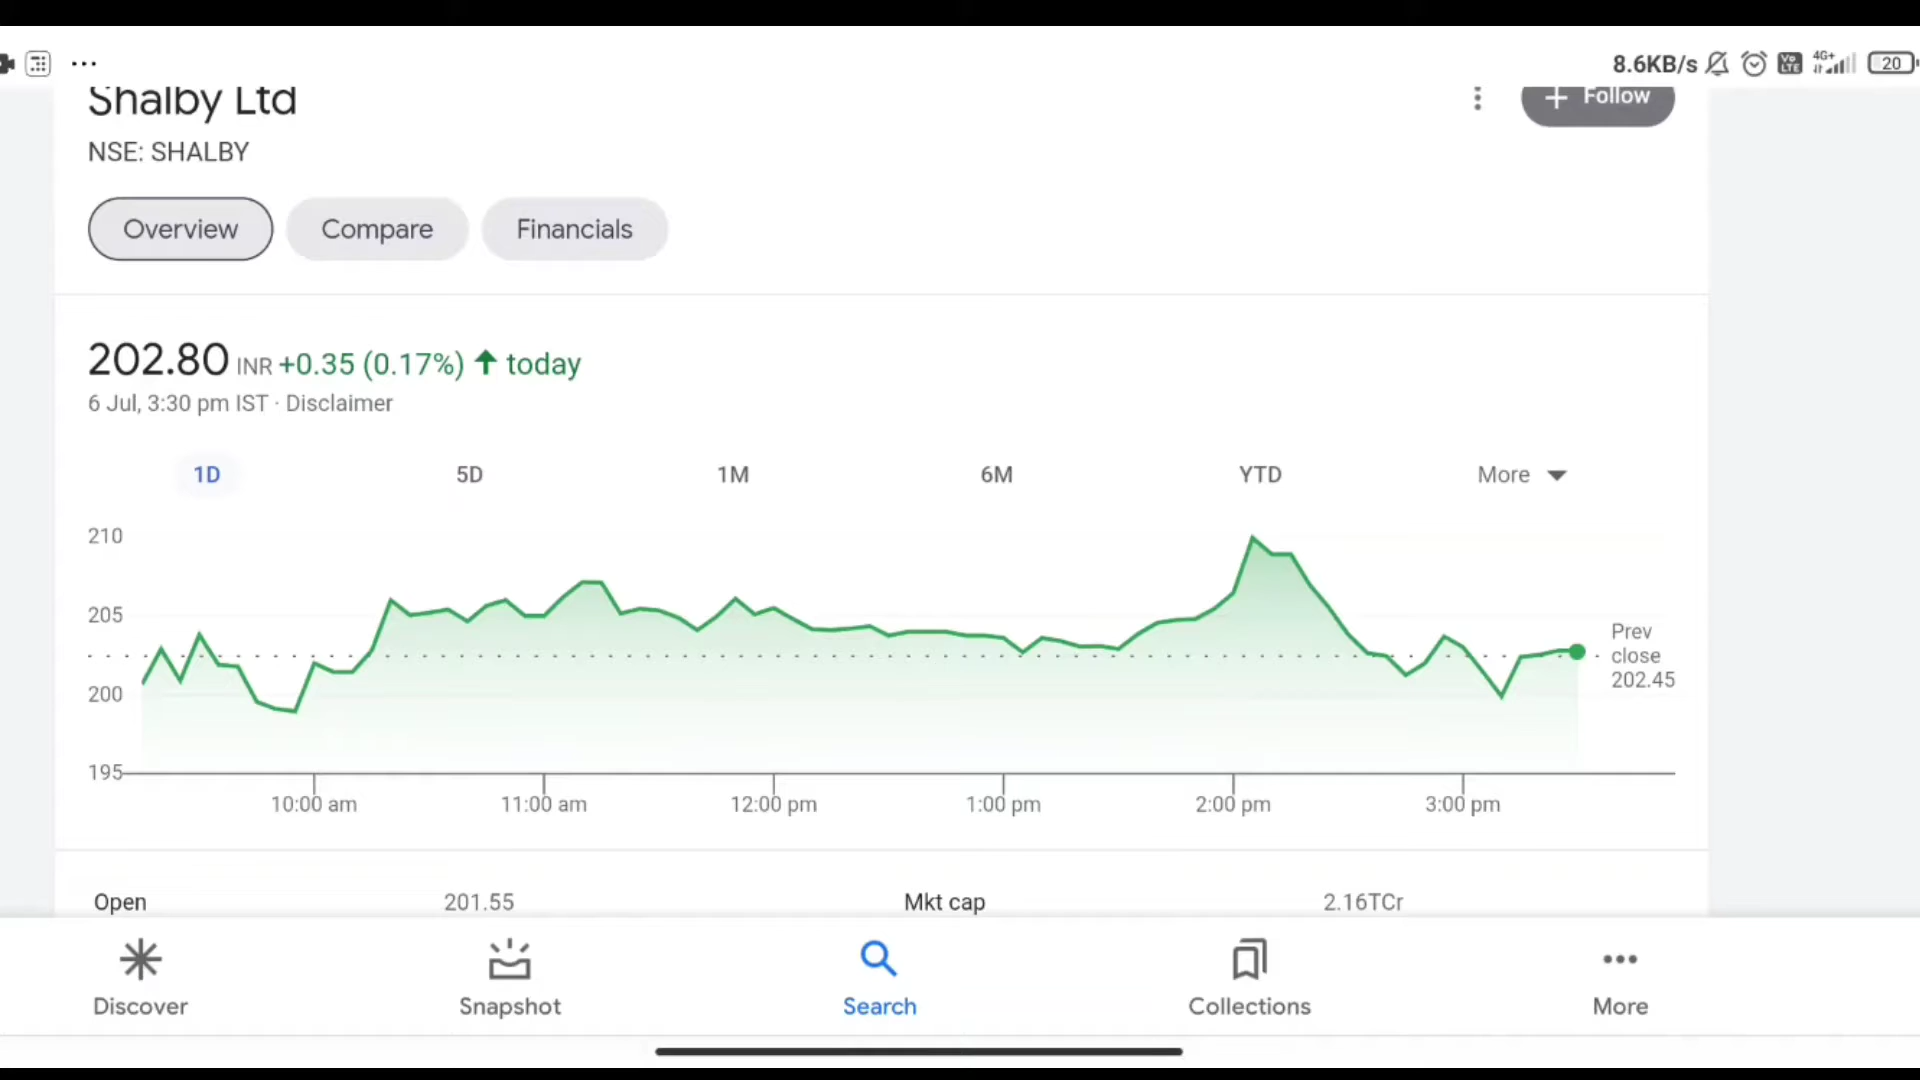 8.6KB/s
4G+
Vo LTE
20
Shalby Ltd
+ Follow
NSE: SHALBY
Overview
Compare
Financials
202.80 INR +0.35 (0.17%) ↑ today
6 Jul, 3:30 pm IST · Disclaimer
1D
5D
1M
6M
YTD
More
210
205
200
195
Prev
close
202.45
10:00 am
11:00 am
12:00 pm
1:00 pm
2:00 pm
3:00 pm
Open
201.55
Mkt cap
2.16TCr
Discover
Snapshot
Search
Collections
More